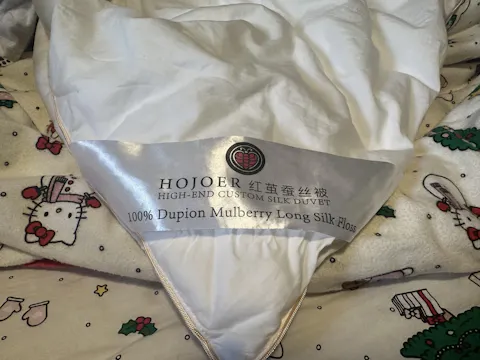 HOJOER 红茧蚕丝被
HIGH-END CUSTOM SILK DUVET
100% Dupion Mulberry Long Silk Floss